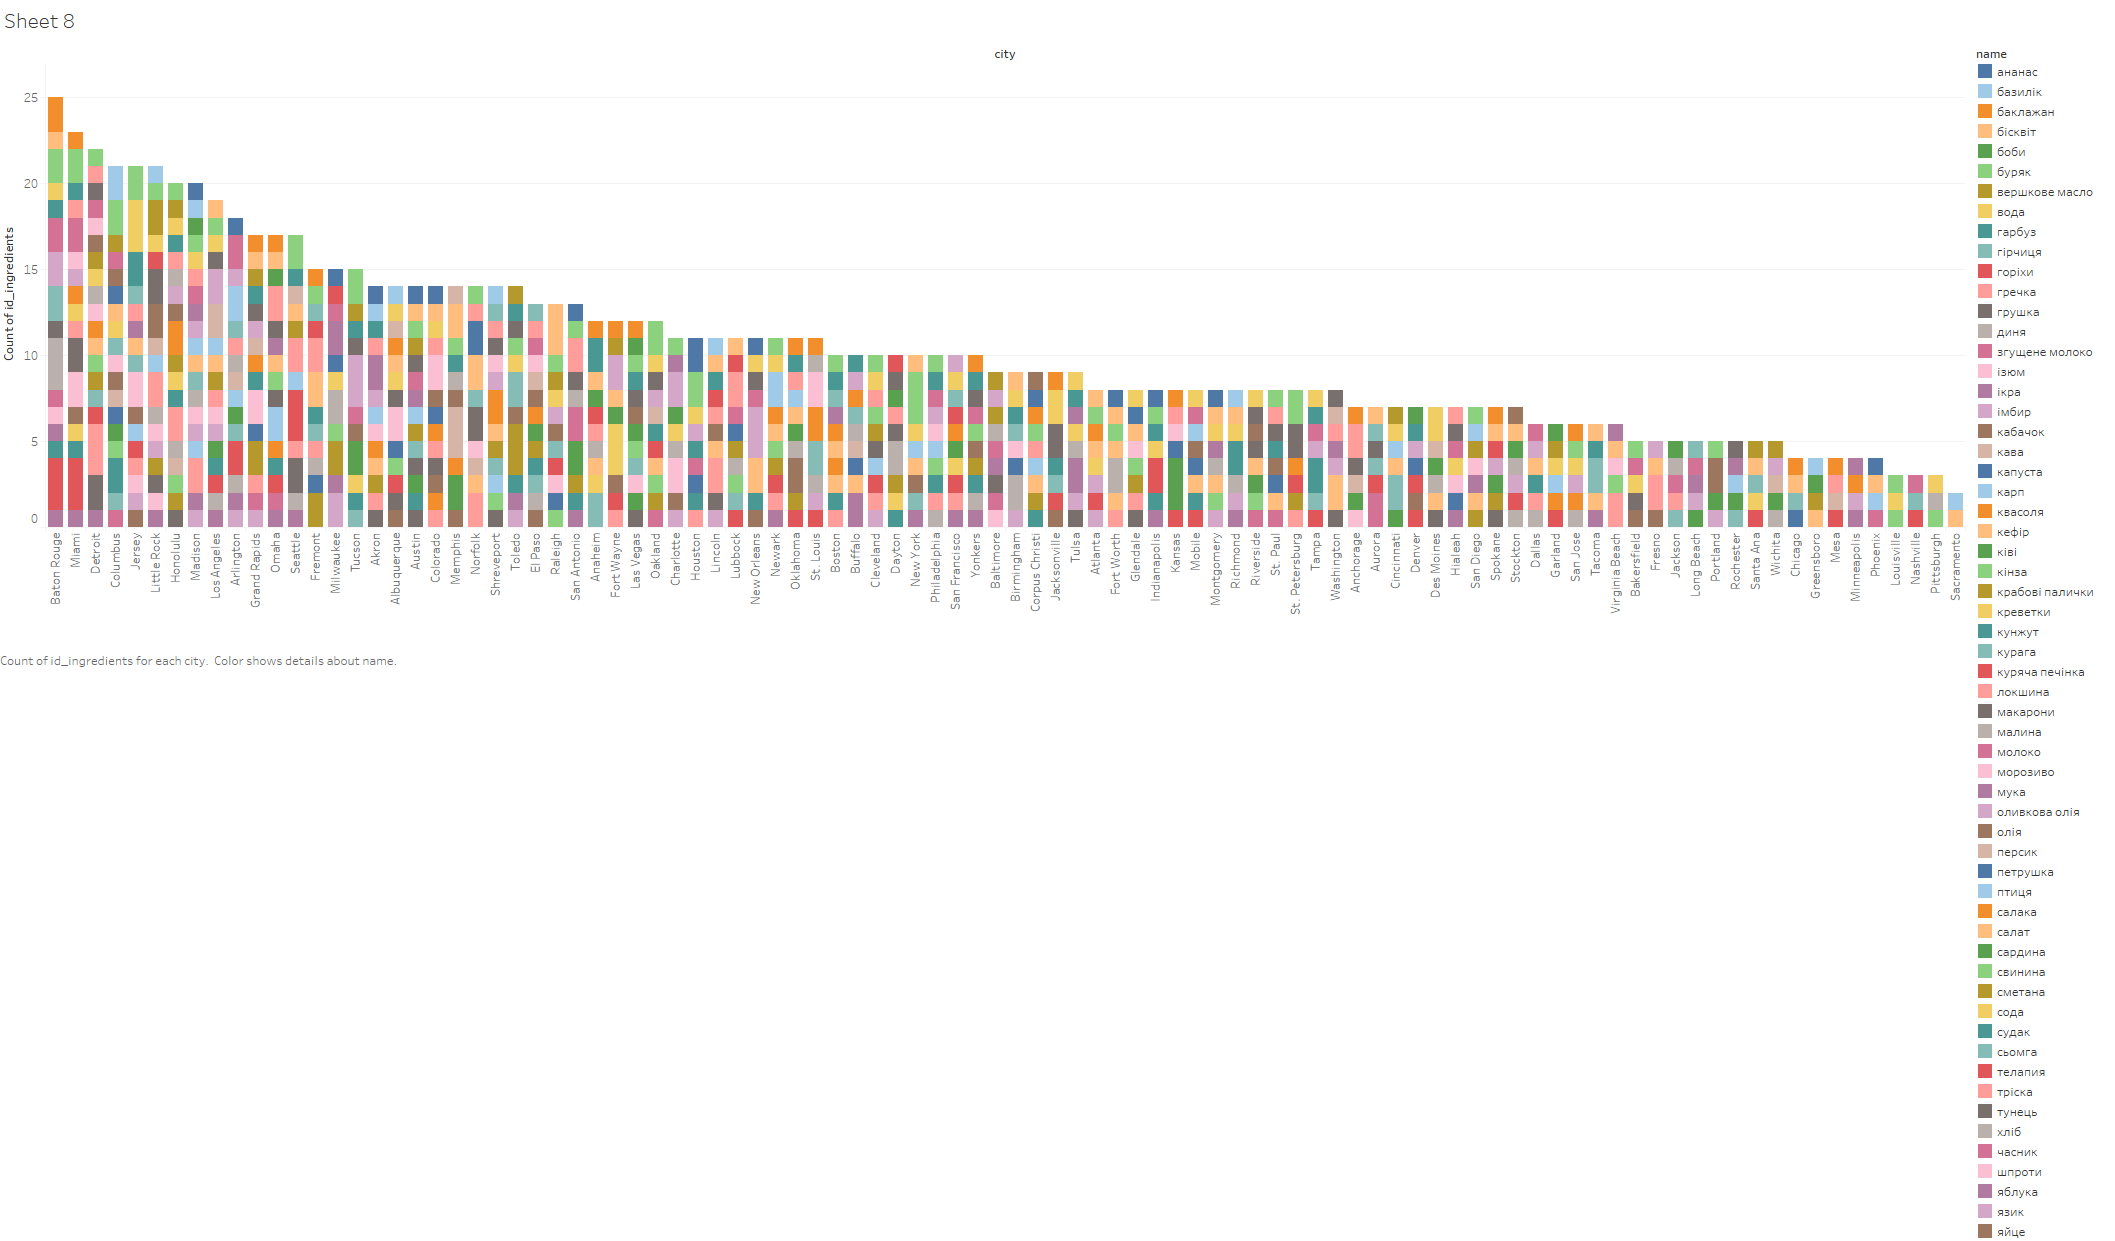 Sheet 8
city
name
25
20
15
10
5
0
Count of id_ingredients
Baton Rouge
Miami
Detroit
Columbus
Jersey
Little Rock
Honolulu
Madison
Los Angeles
Arlington
Grand Rapids
Omaha
Seattle
Fremont
Milwaukee
Tucson
Akron
Albuquerque
Austin
Colorado
Memphis
Norfolk
Shreveport
Toledo
El Paso
Raleigh
San Antonio
Anaheim
Fort Wayne
Las Vegas
Oakland
Charlotte
Houston
Lincoln
Lubbock
New Orleans
Newark
Oklahoma
St. Louis
Boston
Buffalo
Cleveland
Dayton
New York
Philadelphia
San Francisco
Yonkers
Baltimore
Birmingham
Corpus Christi
Jacksonville
Tulsa
Atlanta
Fort Worth
Glendale
Indianapolis
Kansas
Mobile
Montgomery
Richmond
Riverside
St. Paul
St. Petersburg
Tampa
Washington
Anchorage
Aurora
Cincinnati
Denver
Des Moines
Hialeah
San Diego
Spokane
Stockton
Dallas
Garland
San Jose
Tacoma
Virginia Beach
Bakersfield
Fresno
Jackson
Long Beach
Portland
Rochester
Santa Ana
Wichita
Chicago
Greensboro
Mesa
Minneapolis
Phoenix
Louisville
Nashville
Pittsburgh
Sacramento
ананас
базилік
баклажан
бісквіт
боби
буряк
вершкове масло
вода
гарбуз
гірчиця
горіхи
гречка
грушка
диня
згущене молоко
ізюм
ікра
імбир
кабачок
кава
капуста
карп
квасоля
кефір
ківі
кінза
крабові палички
креветки
кунжут
курага
куряча печінка
локшина
макарони
малина
молоко
морозиво
мука
оливкова олія
олія
персик
петрушка
птиця
салака
салат
сардина
свинина
сметана
сода
судак
сьомга
телапия
тріска
тунець
хліб
часник
шпроти
яблука
язик
яйце
Count of id_ingredients for each city. Color shows details about name.